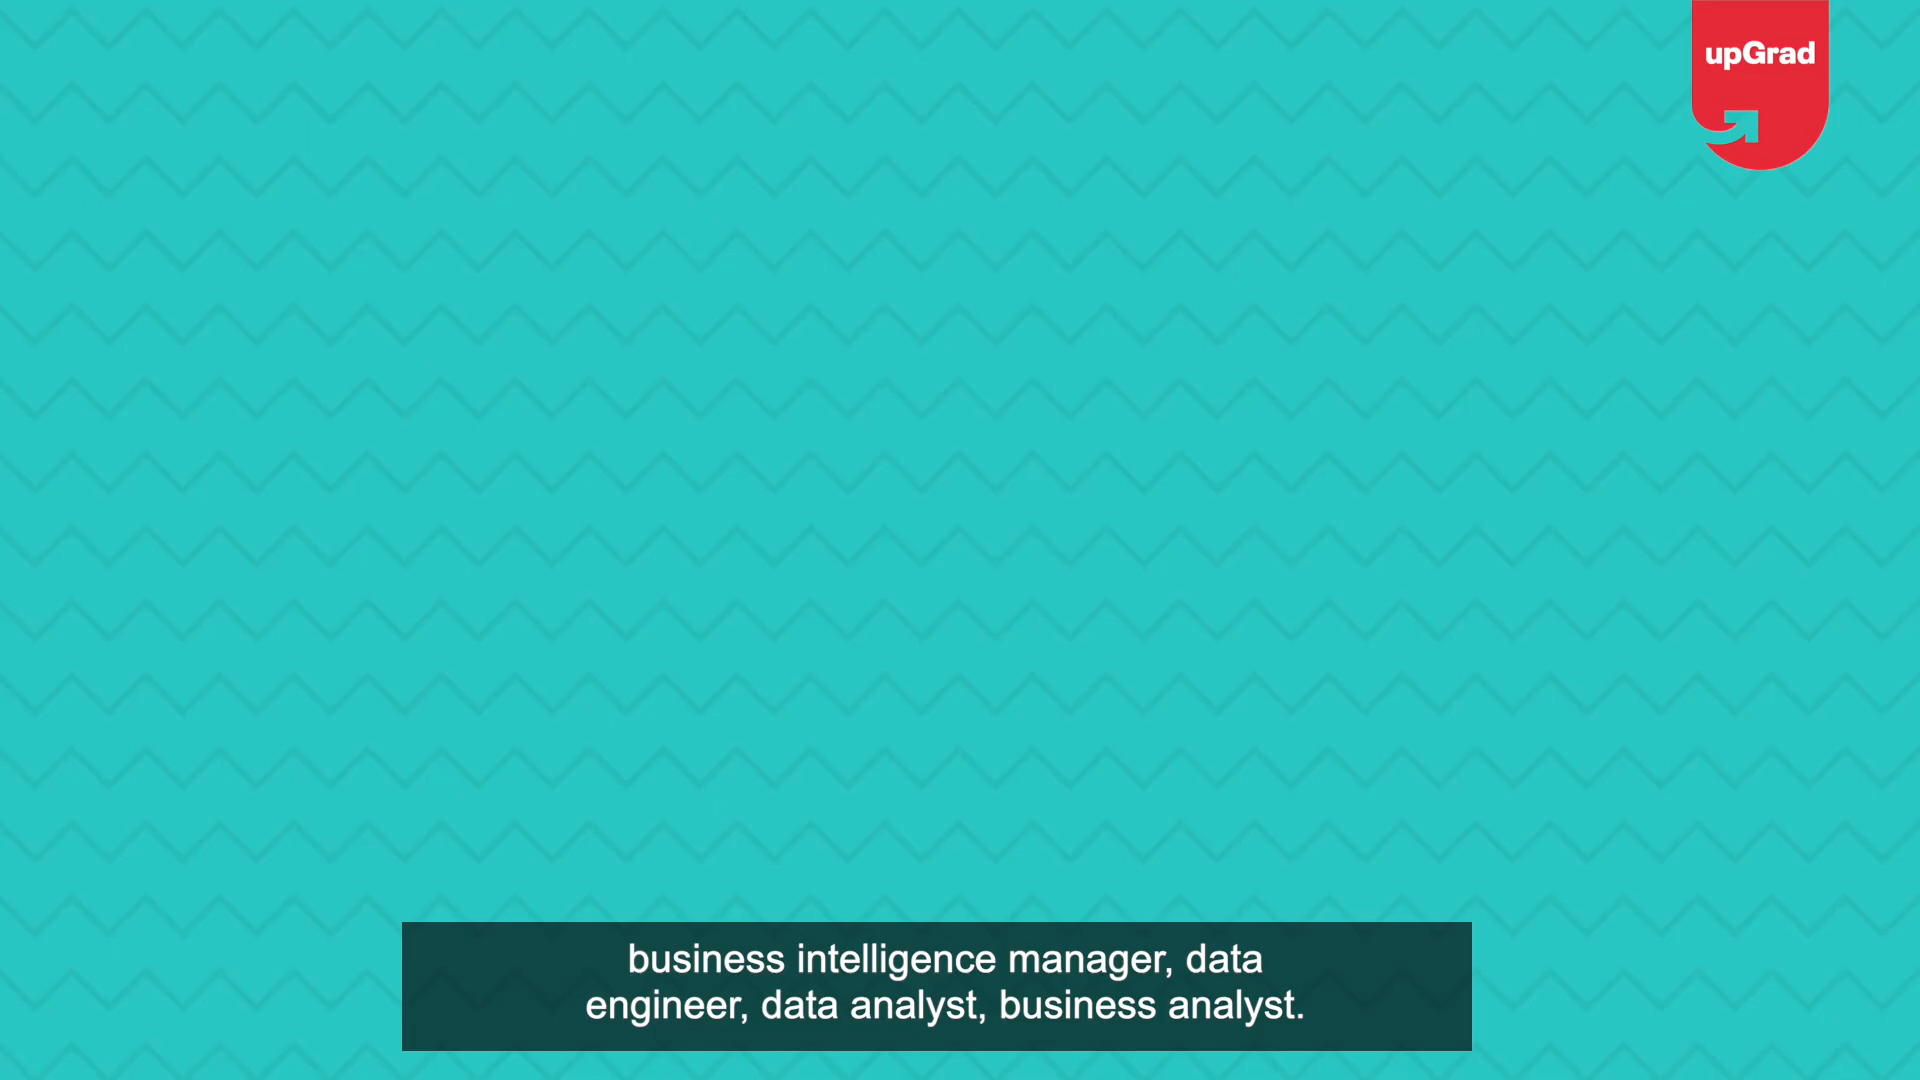 upGrad
business intelligence manager, data
engineer, data analyst, business analyst.